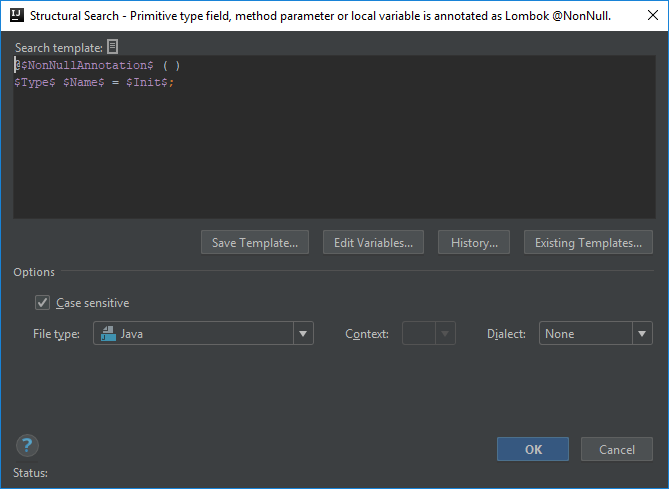 Structural Search - Primitive type field, method parameter or local variable is annotated as Lombok @NonNull.
Search template:
@$NonNullAnnotation$ ( )
$Type$ $Name$ = $Init$;
Save Template... Edit Variables... History... Existing Templates...
Options
Case sensitive
File type: Java Context: Dialect: None
?
OK Cancel
Status: